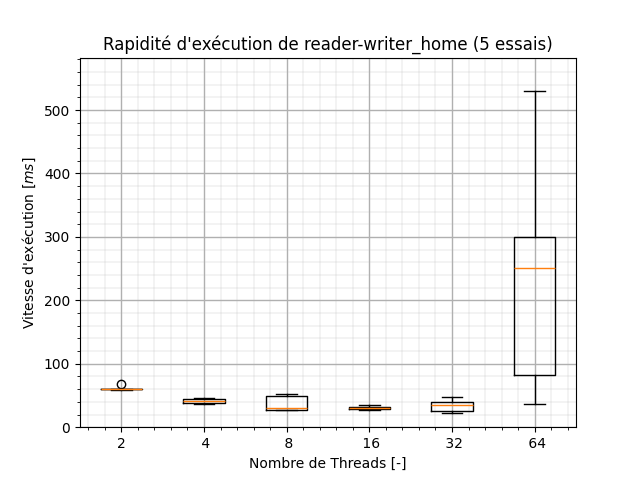 Rapidité d'exécution de reader-writer_home (5 essais)
Vitesse d'exécution [ms]
500
400
300
200
100
0
2 4 8 16 32 64
Nombre de Threads [-]